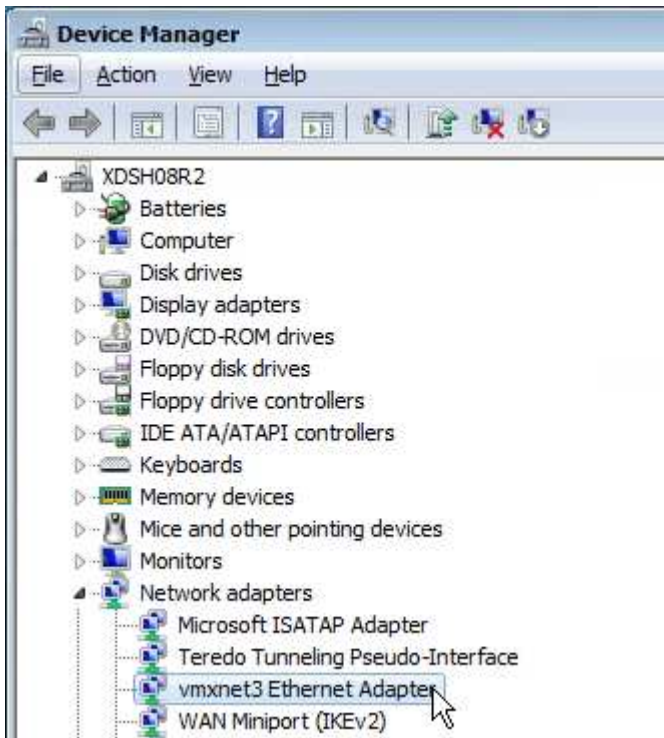 Device Manager
File Action View Help
XDSH08R2
Batteries
Computer
Disk drives
Display adapters
DVD/CD-ROM drives
Floppy disk drives
Floppy drive controllers
IDE ATA/ATAPI controllers
Keyboards
Memory devices
Mice and other pointing devices
Monitors
Network adapters
Microsoft ISATAP Adapter
Teredo Tunneling Pseudo-Interface
vmxnet3 Ethernet Adapter
WAN Miniport (IKEv2)